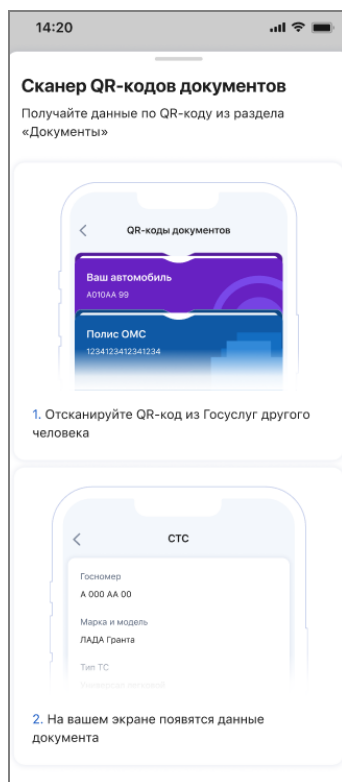 14:20
Сканер QR-кодов документов
Получайте данные по QR-коду из раздела
«Документы»
QR-коды документов
Ваш автомобиль
A010AA 99
Полис ОМС
1234123412341234
1. Отсканируйте QR-код из Госуслуг другого
человека
СТС
Госномер
А 000 АА 00
Марка и модель
ЛАДА Гранта
Тип ТС
2. На вашем экране появятся данные
документа